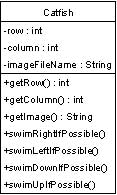 Catfish
-row : int
-column : int
-imageFileName : String
+getRow() : int
+getColumn() : int
+getImage() : String
+swimRightIfPossible()
+swimLeftIfPossible()
+swimDownIfPossible()
+swimUpIfPossible()